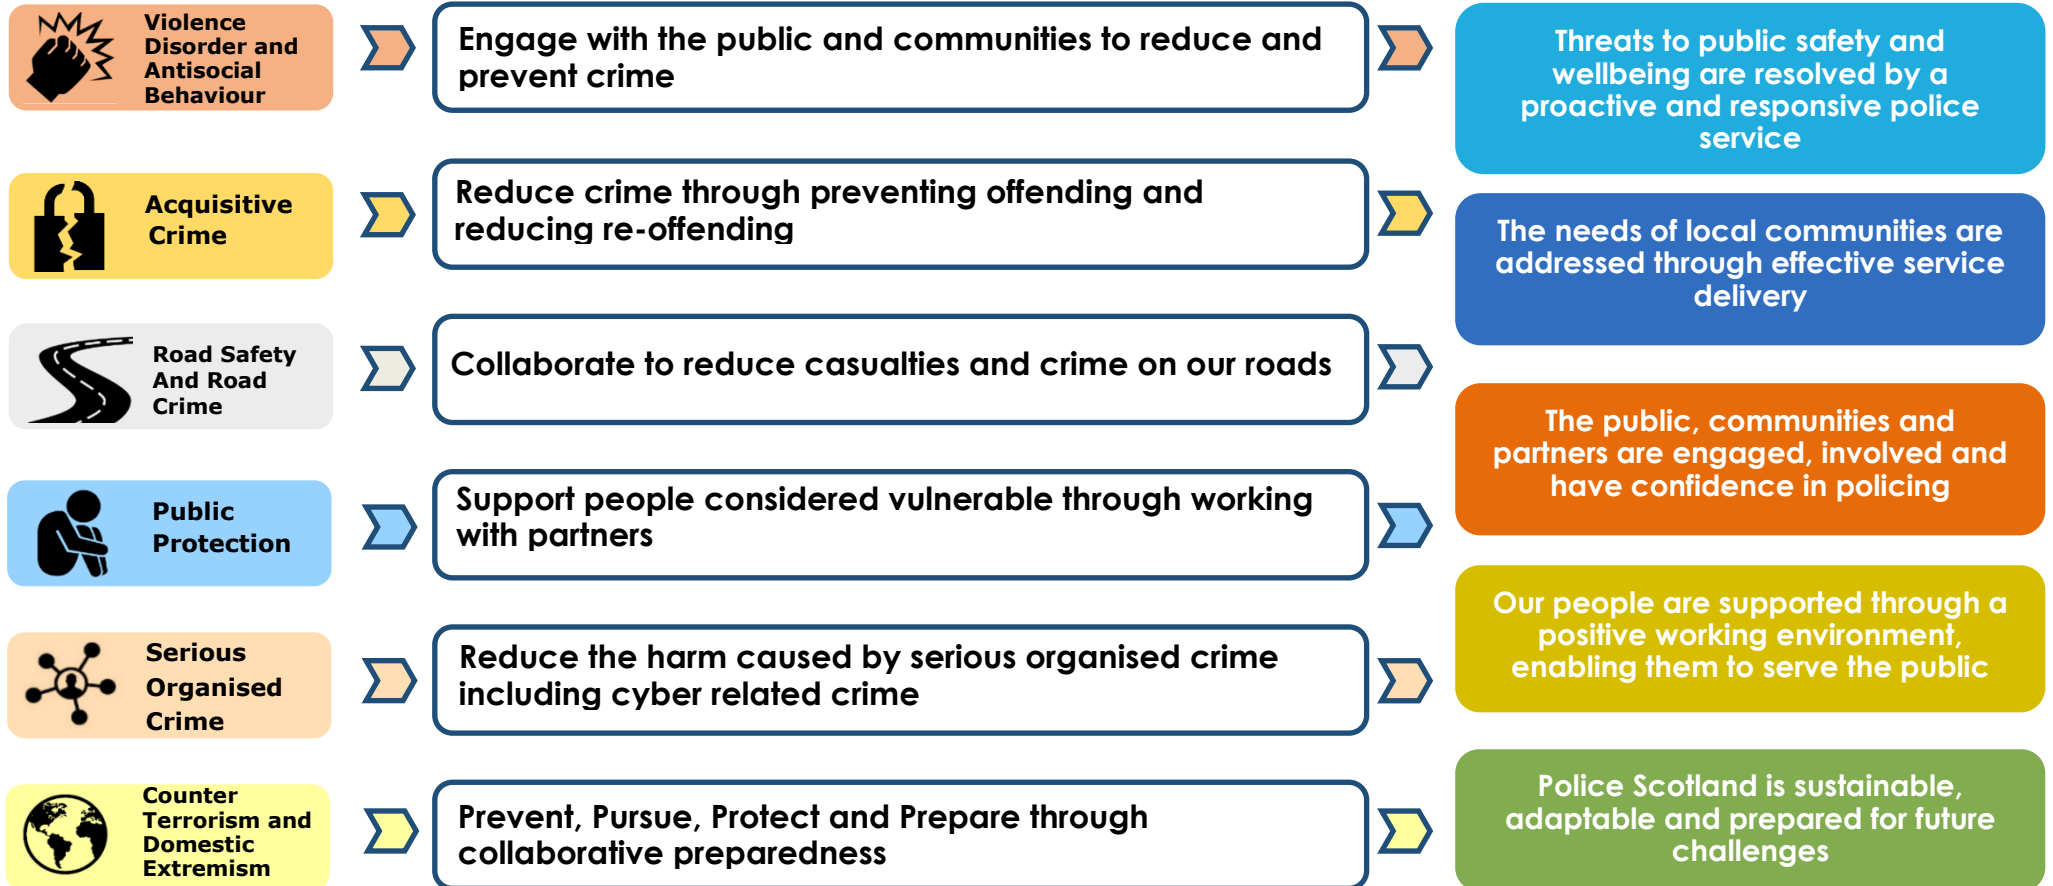 Violence
Disorder and
Antisocial
Behaviour
Engage with the public and communities to reduce and
prevent crime
Threats to public safety and
wellbeing are resolved by a
proactive and responsive police
service
Acquisitive
Crime
Reduce crime through preventing offending and
reducing re-offending
The needs of local communities are
addressed through effective service
delivery
Road Safety
And Road
Crime
Collaborate to reduce casualties and crime on our roads
The public, communities and
partners are engaged, involved and
have confidence in policing
Public
Protection
Support people considered vulnerable through working
with partners
Our people are supported through a
positive working environment,
enabling them to serve the public
Serious
Organised
Crime
Reduce the harm caused by serious organised crime
including cyber related crime
Counter
Terrorism and
Domestic
Extremism
Prevent, Pursue, Protect and Prepare through
collaborative preparedness
Police Scotland is sustainable,
adaptable and prepared for future
challenges